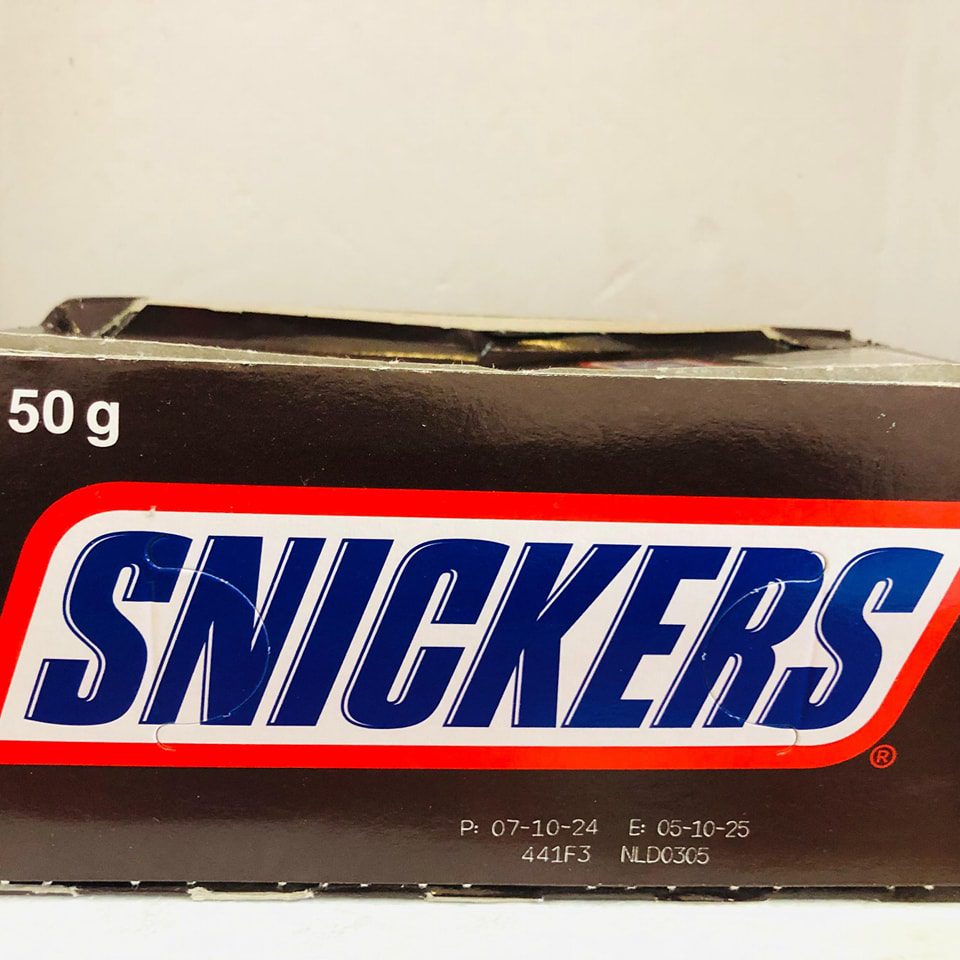 50 g
SNICKERS
®
P: 07-10-24 E: 05-10-25
441F3 NLD0305